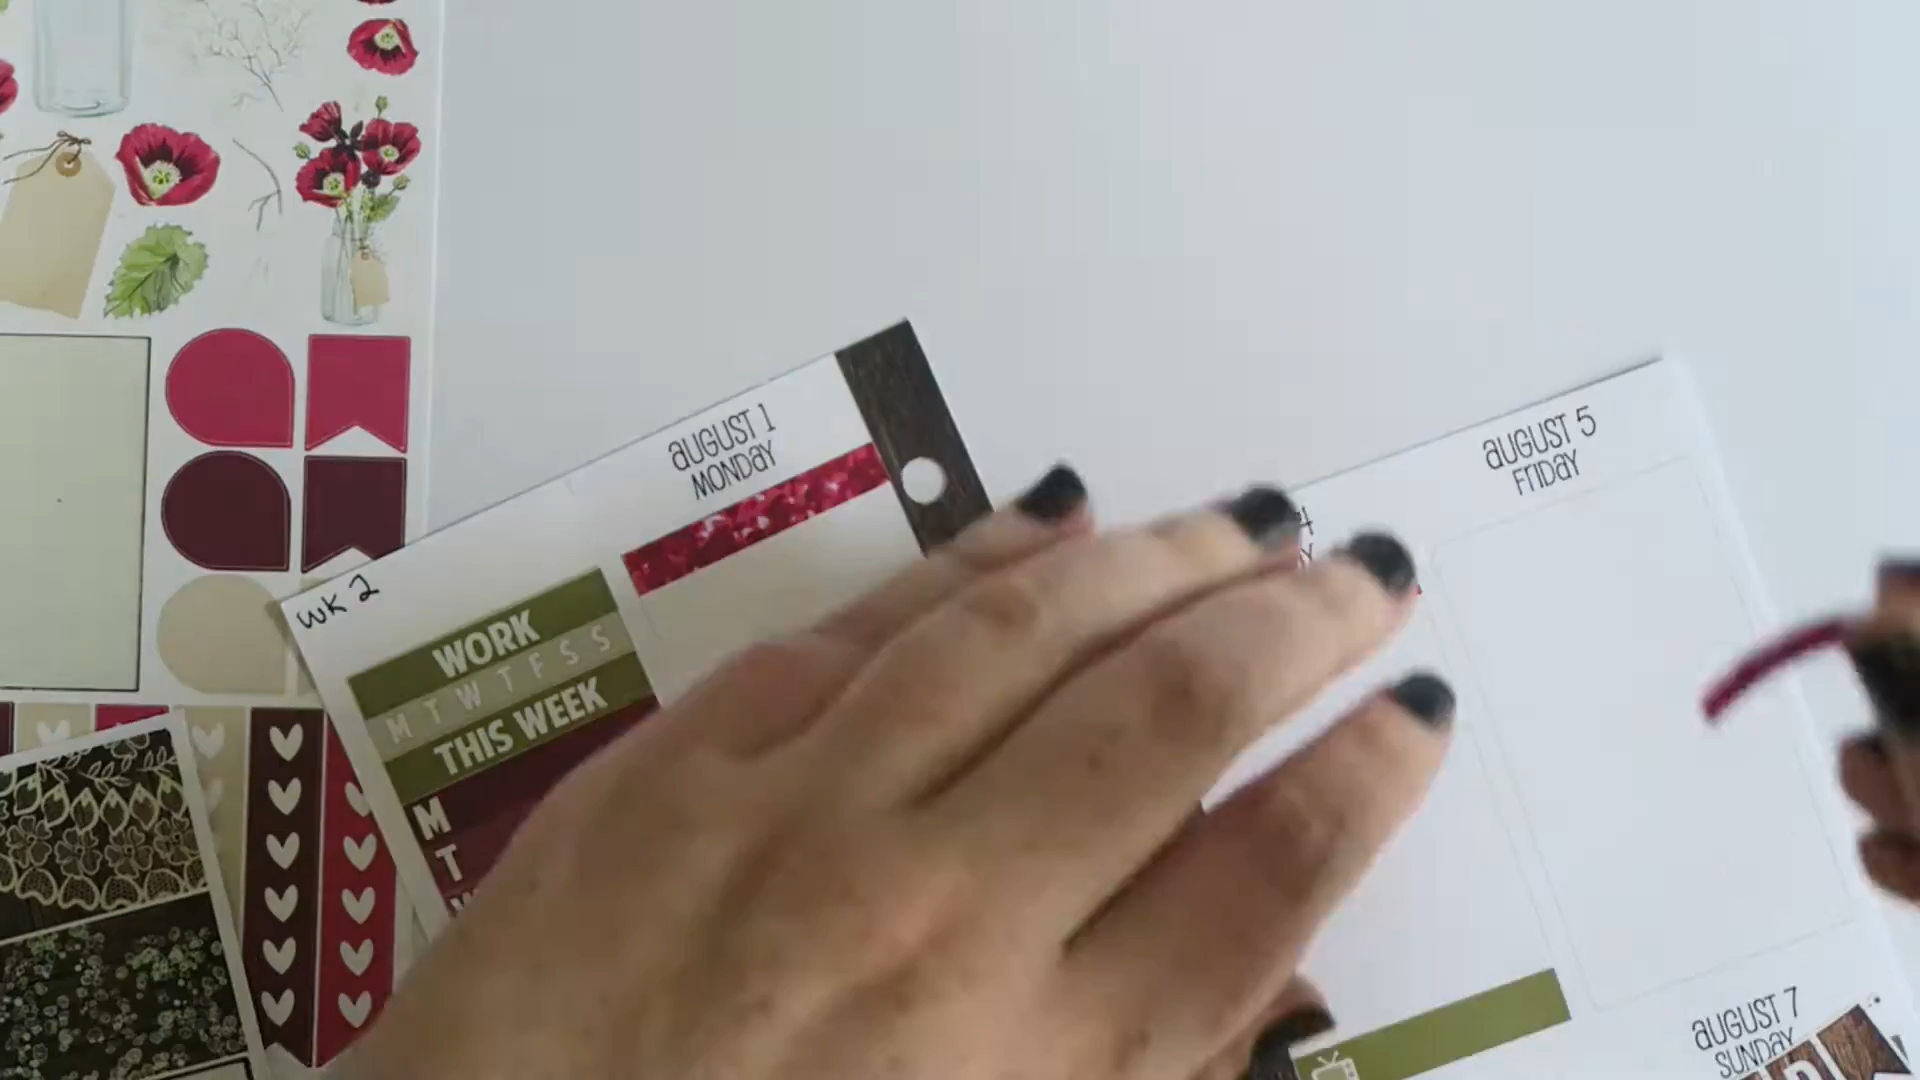 AUGUST 1
MONDAY
AUGUST 5
FRIDAY
WK 2
WORK
M T W T F S S
THIS WEEK
M
T
AUGUST 7
SUNDAY